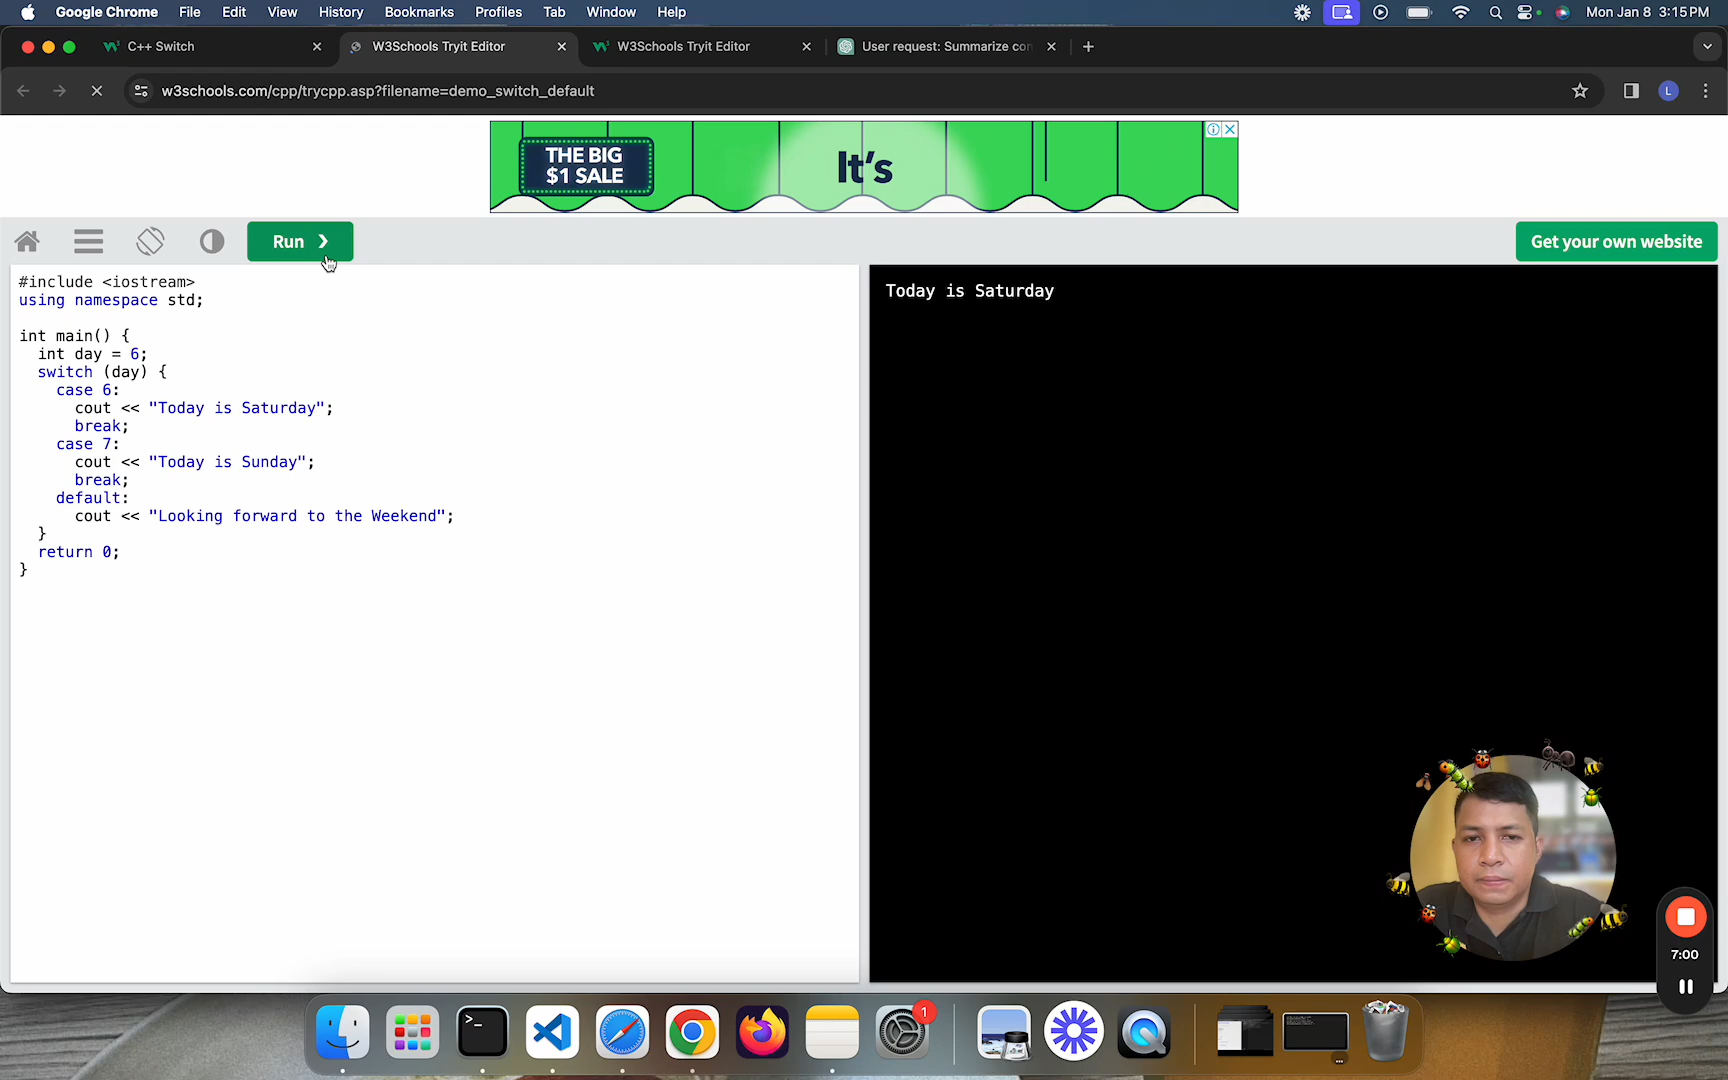 Google Chrome File Edit View History Bookmarks Profiles Tab Window Help Mon Jan 8 3:15 PM
C++ Switch W3Schools Tryit Editor W3Schools Tryit Editor User request: Summarize con
w3schools.com/cpp/trycpp.asp?filename=demo_switch_default L
THE BIG
$1 SALE
It's
Run ❯ Get your own website
#include <iostream>
using namespace std;
int main() {
int day = 6;
switch (day) {
case 6:
cout << "Today is Saturday";
break;
case 7:
cout << "Today is Sunday";
break;
default:
cout << "Looking forward to the Weekend";
}
return 0;
}
Today is Saturday
7:00
1